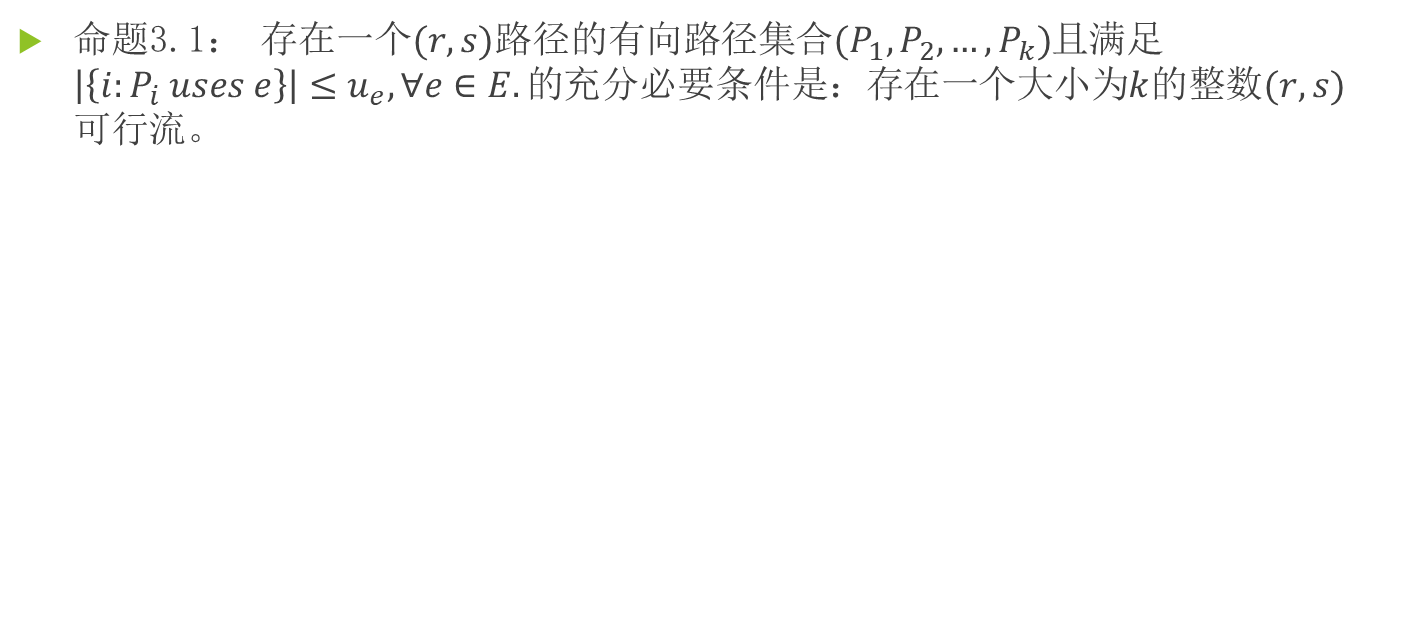 命题3.1： 存在一个(r,s)路径的有向路径集合(P₁,P₂,…,Pₖ)且满足
|{i:Pᵢ uses e}| ≤ uₑ,∀e ∈ E.的充分必要条件是：存在一个大小为k的整数(r,s)
可行流。